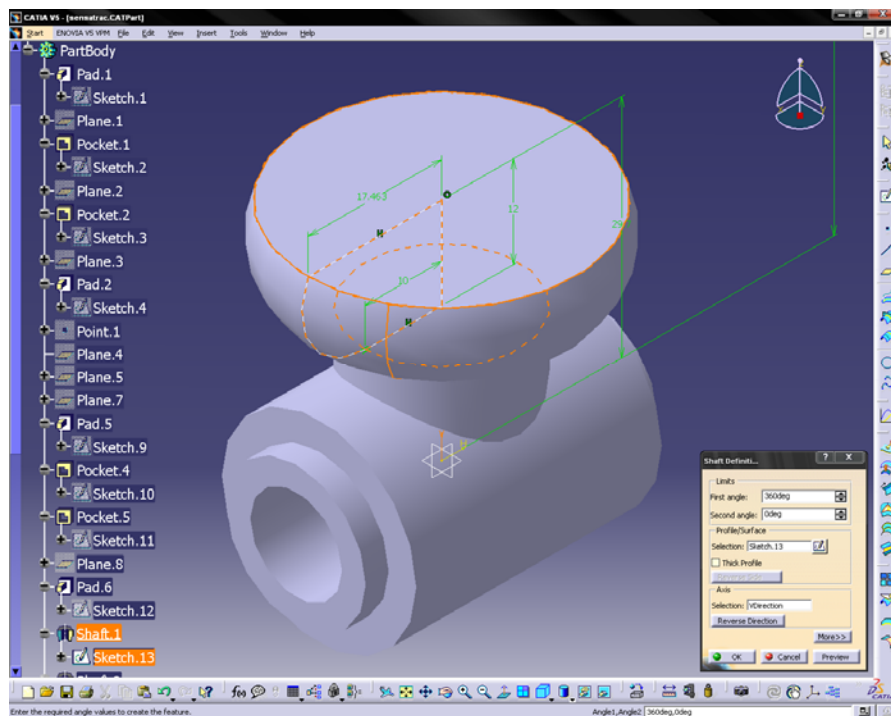 CATIA V5 - [sermatrac.CATPart]
Start ENOVIA V5 VPM File Edit View Insert Tools Window Help
PartBody
Pad.1
Sketch.1
Plane.1
Pocket.1
Sketch.2
Plane.2
Pocket.2
Sketch.3
Plane.3
Pad.2
Sketch.4
Point.1
Plane.4
Plane.5
Plane.7
Pad.5
Sketch.9
Pocket.4
Sketch.10
Pocket.5
Sketch.11
Plane.8
Pad.6
Sketch.12
Shaft.1
Sketch.13
17.463
12
29
10
H
H
Shaft Definiti...
Limits
First angle: 360deg
Second angle: 0deg
Profile/Surface
Selection: Sketch.13
Thick Profile
Axis
Selection: VDirection
Reverse Direction
More>>
OK Cancel Preview
Enter the required angle values to create the feature.
Angle1,Angle2 360deg,0deg